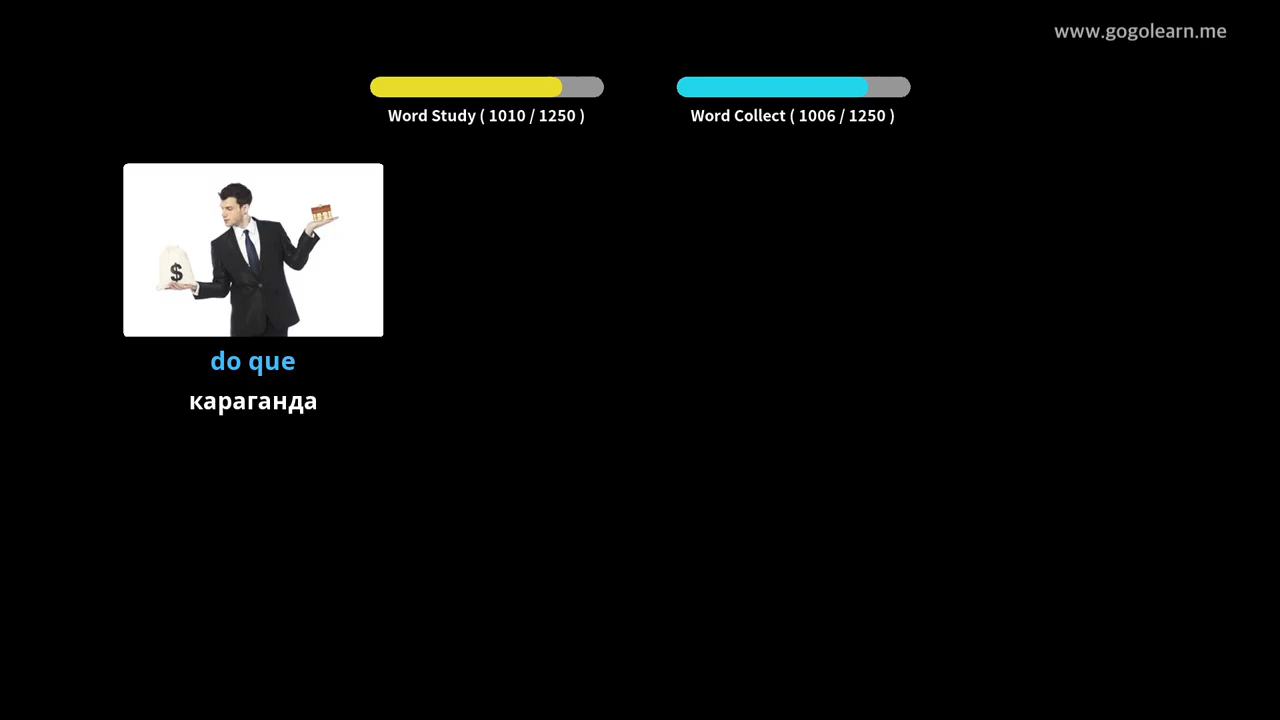 www.gogolearn.me
Word Study ( 1010 / 1250 )
Word Collect ( 1006 / 1250 )
$
do que
караганда